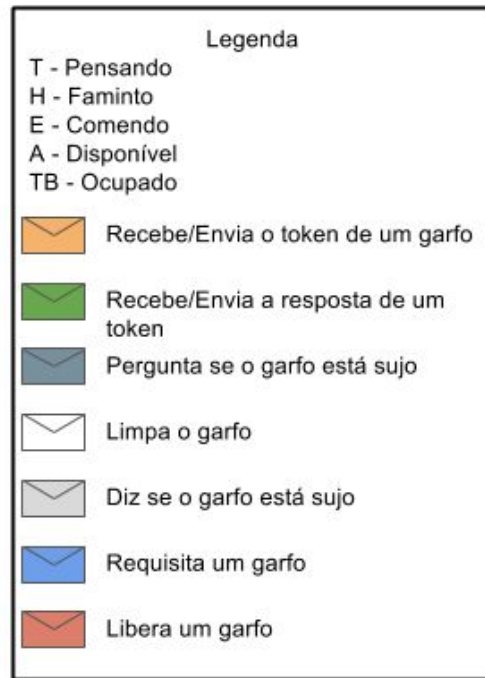 Legenda
T - Pensando
H - Faminto
E - Comendo
A - Disponível
TB - Ocupado
Recebe/Envia o token de um garfo
Recebe/Envia a resposta de um
token
Pergunta se o garfo está sujo
Limpa o garfo
Diz se o garfo está sujo
Requisita um garfo
Libera um garfo